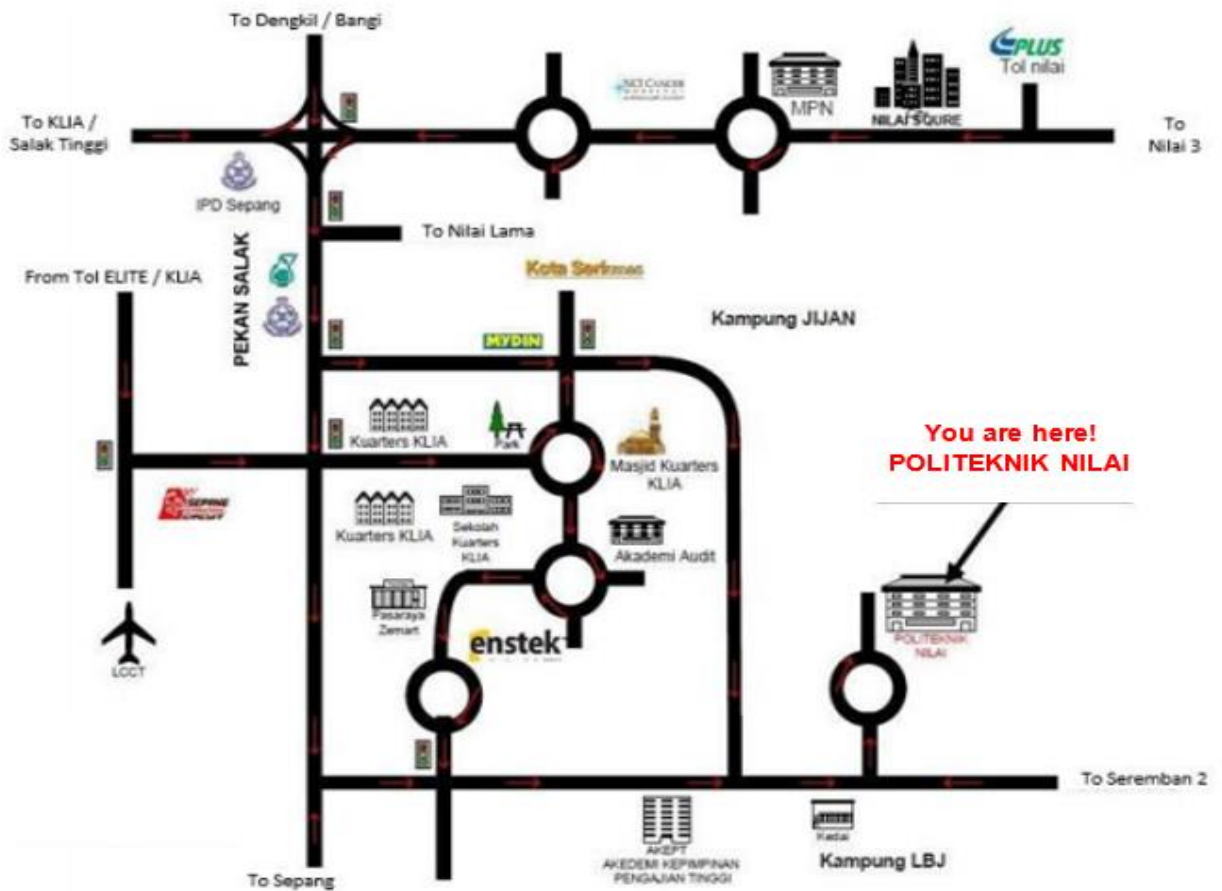 To Dengkil / Bangi
PLUS
Tol nilai
MPN
NILAI SQURE
To KLIA /
Salak Tinggi
To
Nilai 3
IPD Sepang
To Nilai Lama
PEKAN SALAK
From Tol ELITE / KLIA
Kota Seriemas
Kampung JIJAN
MYDIN
Kuarters KLIA
Park
Masjid Kuarters
KLIA
You are here!
POLITEKNIK NILAI
SEPANG
CIRCUIT
Kuarters KLIA
Sekolah
Kuarters
KLIA
Akademi Audit
Pasaraya
Zemart
enstek
POLITEKNIK
NILAI
LCCT
To Seremban 2
AKEPT
AKEDEMI KEPIMPINAN
PENGAJIAN TINGGI
Kedai
Kampung LBJ
To Sepang